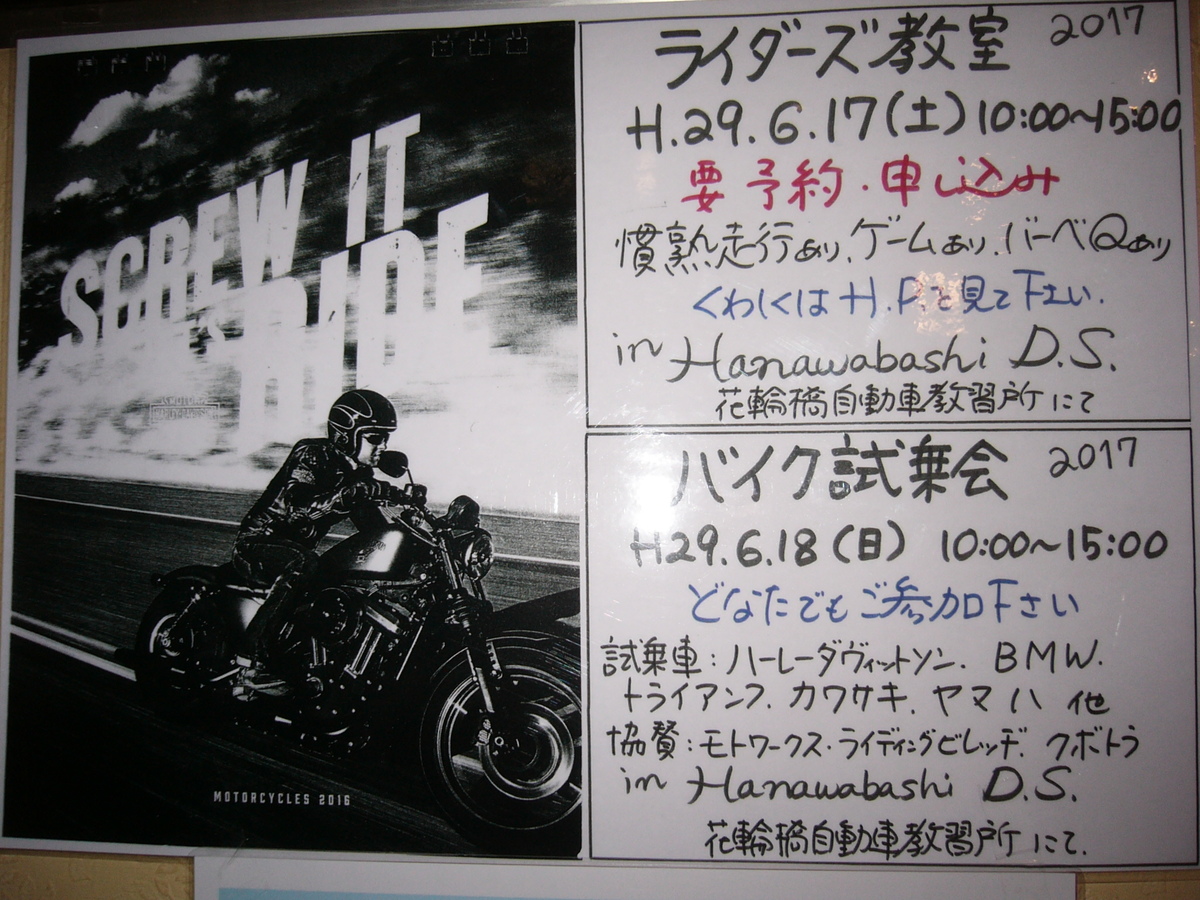 SCREW IT
LET'S RIDE
MOTORCYCLES 2016
ライダーズ教室 2017
H.29.6.17(土)10:00~15:00
要予約・申し込み
慣熟走行あり、ゲームあり、バーベQあり
くわしくはH.P.を見て下さい.
in Hanawabashi D.S.
花輪橋自動車教習所にて
バイク試乗会 2017
H29.6.18(日) 10:00~15:00
どなたでもご参加下さい
試乗車:ハーレーダヴィットソン. BMW.
トライアンフ. カワサキ. ヤマハ 他
協賛:モトワークス・ライディングビレッヂ. クボトラ
in Hanawabashi D.S.
花輪橋自動車教習所にて.